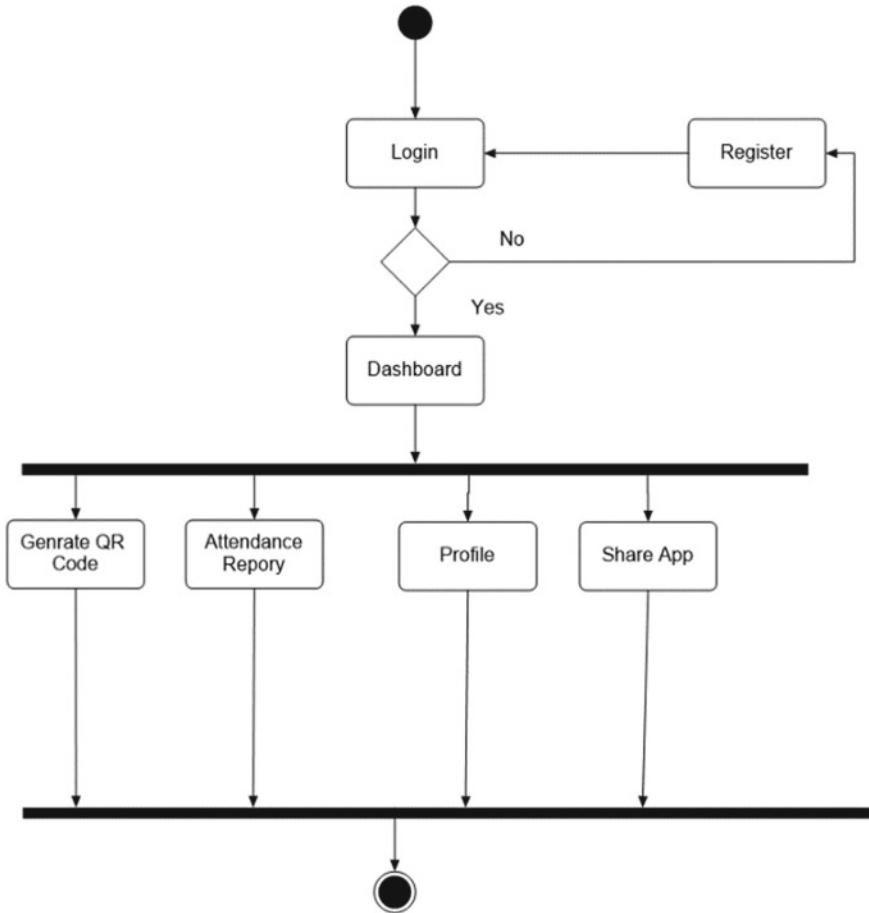 Login
Register
No
Yes
Dashboard
Genrate QR
Code
Attendance
Repory
Profile
Share App